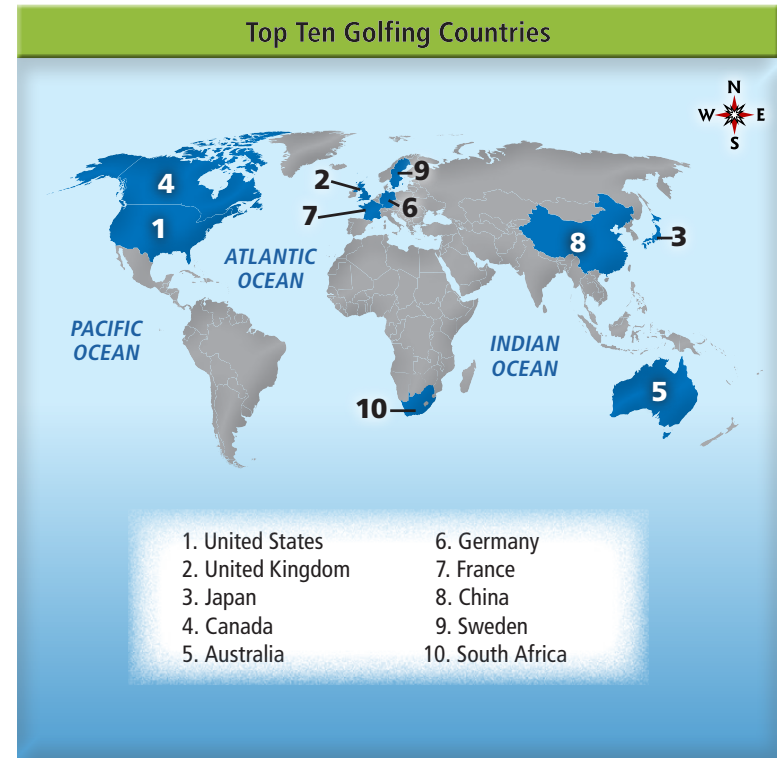 Top Ten Golfing Countries
N
W E
S
4
1
2
7
9
6
8
3
ATLANTIC
OCEAN
PACIFIC
OCEAN
INDIAN
OCEAN
5
10
1. United States
2. United Kingdom
3. Japan
4. Canada
5. Australia
6. Germany
7. France
8. China
9. Sweden
10. South Africa